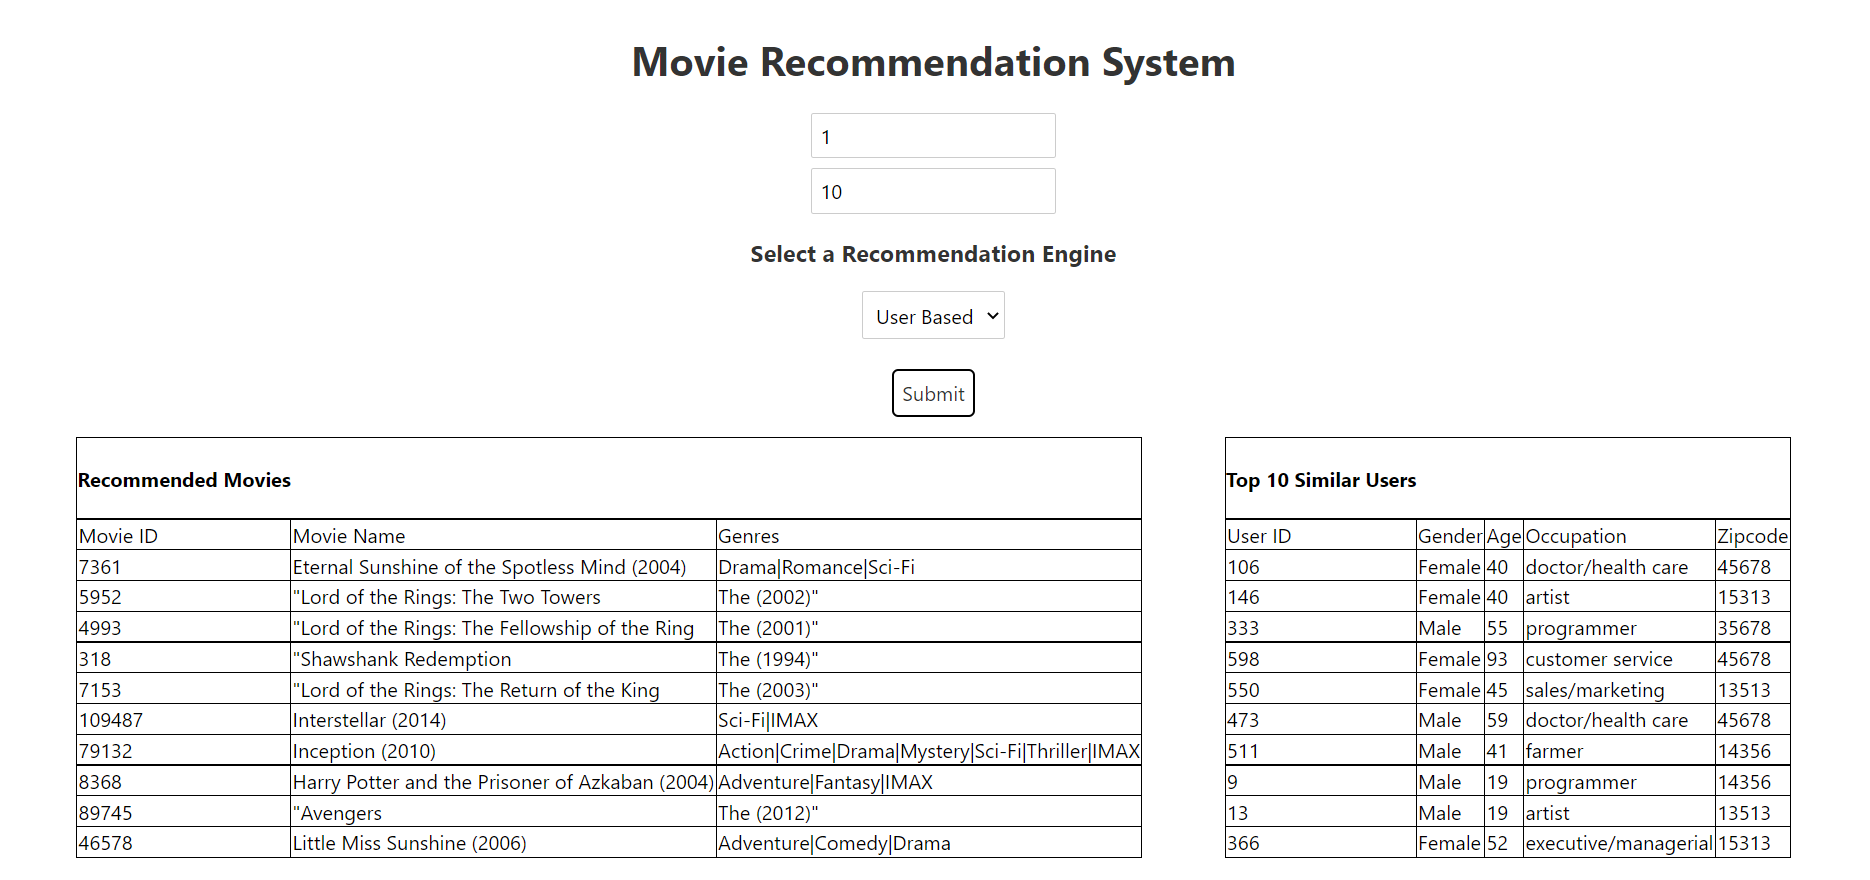 Movie Recommendation System
1
10
Select a Recommendation Engine
User Based
Submit
Recommended Movies
Movie ID Movie Name Genres
7361 Eternal Sunshine of the Spotless Mind (2004) Drama|Romance|Sci-Fi
5952 "Lord of the Rings: The Two Towers The (2002)"
4993 "Lord of the Rings: The Fellowship of the Ring The (2001)"
318 "Shawshank Redemption The (1994)"
7153 "Lord of the Rings: The Return of the King The (2003)"
109487 Interstellar (2014) Sci-Fi|IMAX
79132 Inception (2010) Action|Crime|Drama|Mystery|Sci-Fi|Thriller|IMAX
8368 Harry Potter and the Prisoner of Azkaban (2004) Adventure|Fantasy|IMAX
89745 "Avengers The (2012)"
46578 Little Miss Sunshine (2006) Adventure|Comedy|Drama
Top 10 Similar Users
User ID Gender Age Occupation Zipcode
106 Female 40 doctor/health care 45678
146 Female 40 artist 15313
333 Male 55 programmer 35678
598 Female 93 customer service 45678
550 Female 45 sales/marketing 13513
473 Male 59 doctor/health care 45678
511 Male 41 farmer 14356
9 Male 19 programmer 14356
13 Male 19 artist 13513
366 Female 52 executive/managerial 15313